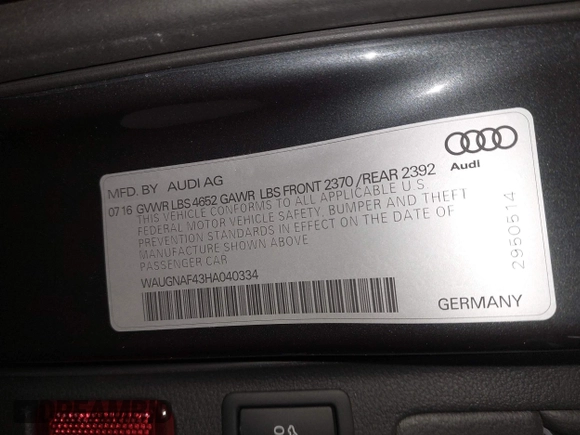 MFD. BY AUDI AG
07 16 GVWR LBS 4652 GAWR LBS FRONT 2370 /REAR 2392
THIS VEHICLE CONFORMS TO ALL APPLICABLE U S
FEDERAL MOTOR VEHICLE SAFETY, BUMPER AND THEFT
PREVENTION STANDARDS IN EFFECT ON THE DATE OF
MANUFACTURE SHOWN ABOVE
PASSENGER CAR
WAUGNAF43HA040334
Audi
2950514
GERMANY